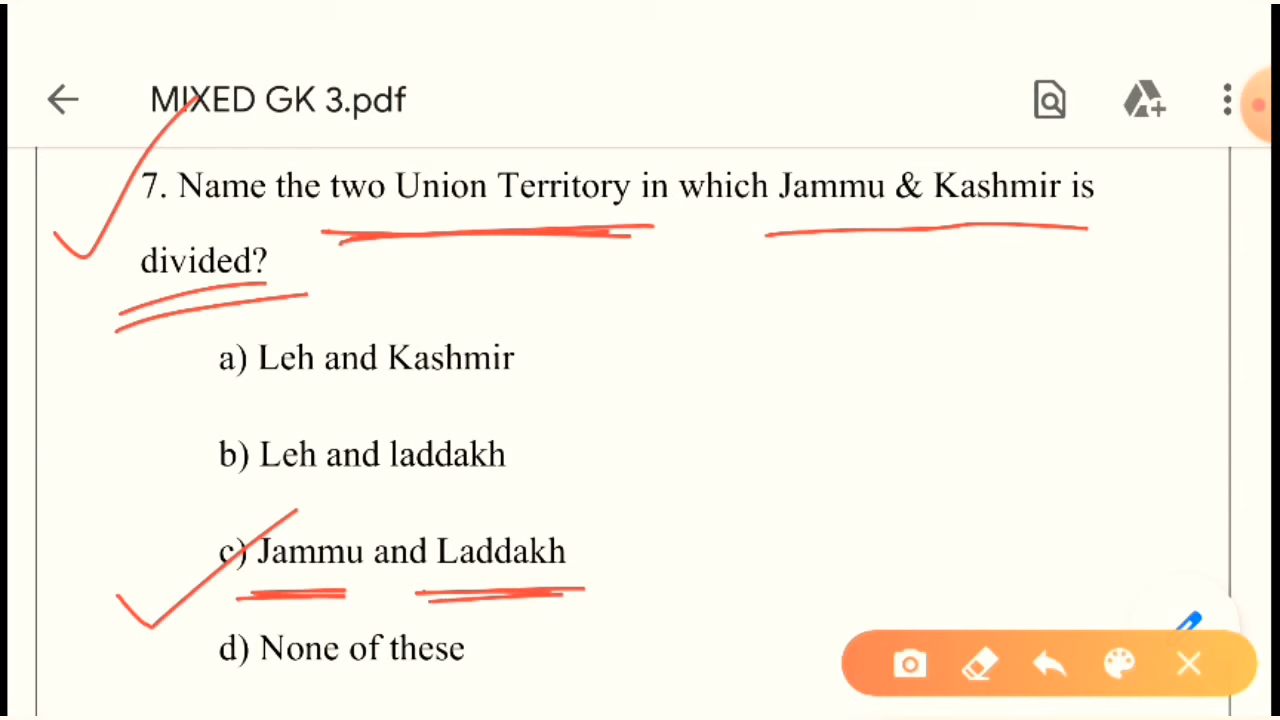 MIXED GK 3.pdf
7. Name the two Union Territory in which Jammu & Kashmir is
divided?
a) Leh and Kashmir
b) Leh and laddakh
c) Jammu and Laddakh
d) None of these